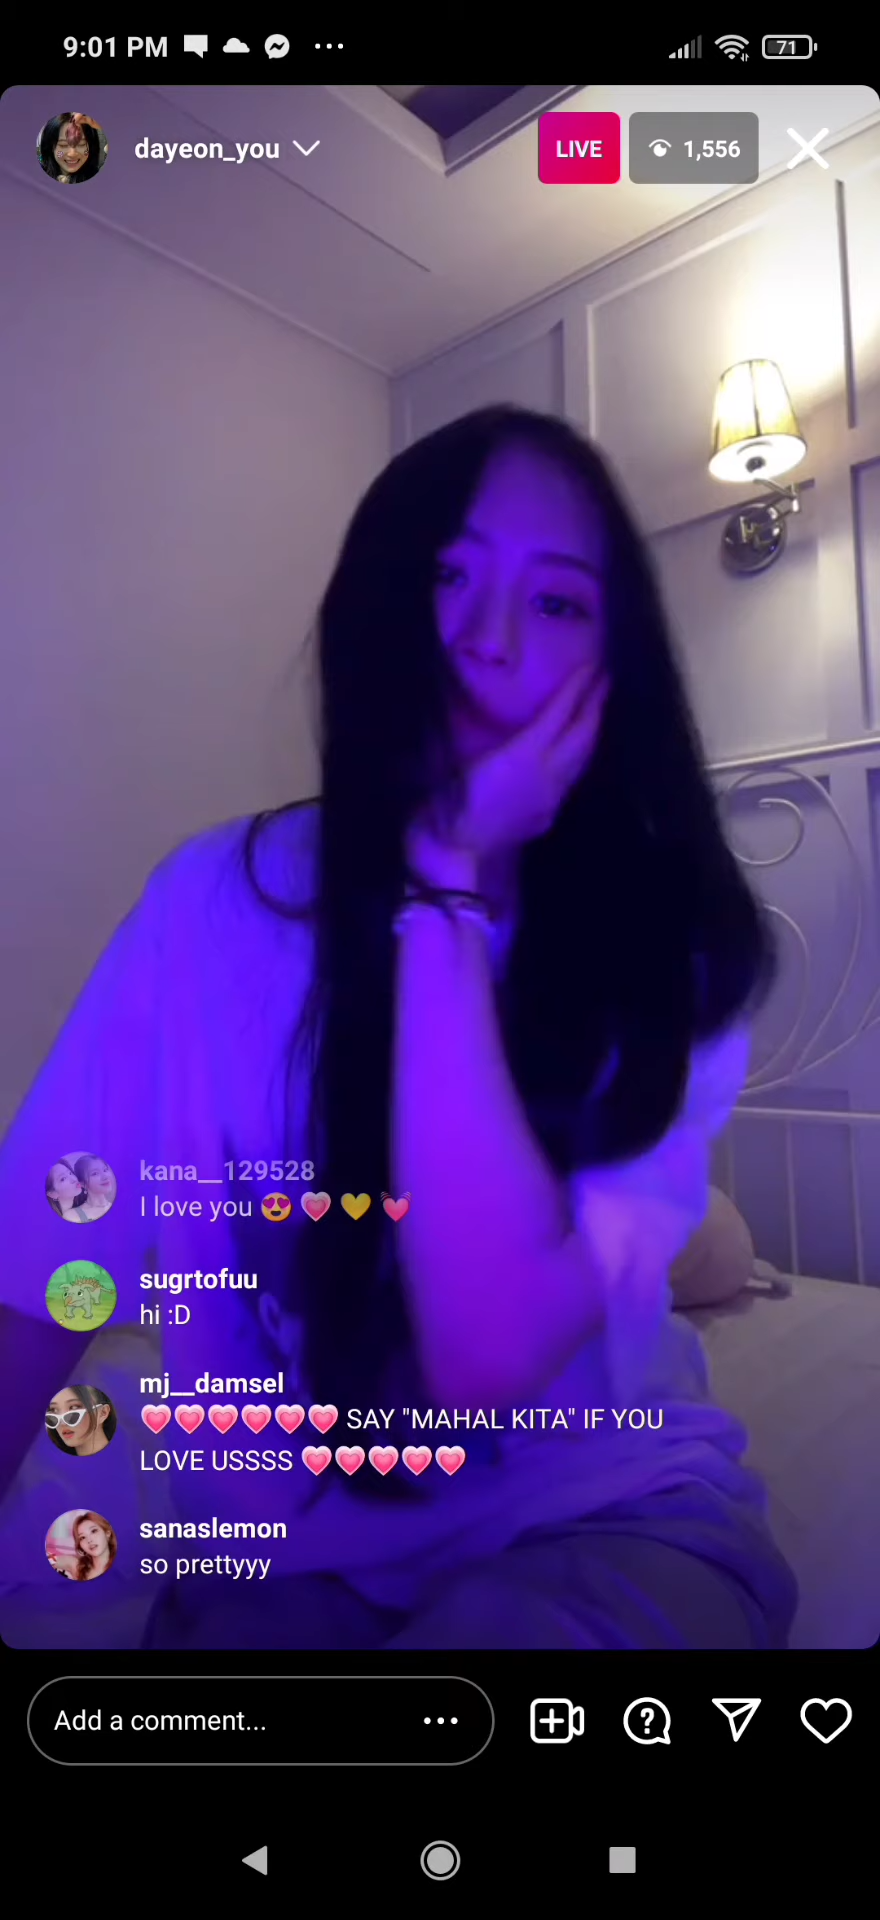 9:01 PM
71
dayeon_you
LIVE
1,556
kana__129528
I love you 😍 💗 💛 💓
sugrtofuu
hi :D
mj__damsel
💗💗💗💗💗💗 SAY "MAHAL KITA" IF YOU
LOVE USSSS 💗💗💗💗💗
sanaslemon
so prettyyy
Add a comment...